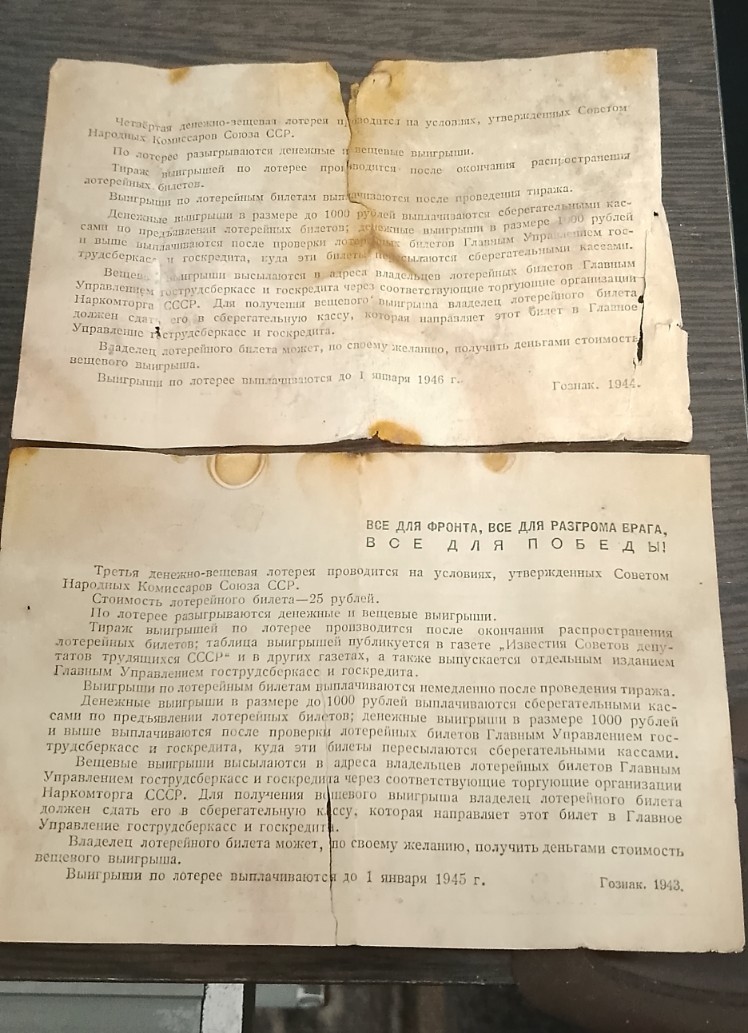 Четвёртая денежно-вещевая лотерея проводится на условиях, утвержденных Советом
Народных Комиссаров Союза ССР.
По лотерее разыгрываются денежные и вещевые выигрыши.
Тираж выигрышей по лотерее производится после окончания распространения
лотерейных билетов.
Выигрыши по лотерейным билетам выплачиваются после проведения тиража.
Денежные выигрыши в размере до 1000 рублей выплачиваются сберегательными кас-
сами по предъявлении лотерейных билетов; денежные выигрыши в размере 1000 рублей
и выше выплачиваются после проверки лотерейных билетов Главным Управлением гос-
трудсберкасс и госкредита, куда эти билеты пересылаются сберегательными кассами.
Вещевые выигрыши высылаются в адреса владельцев лотерейных билетов Главным
Управлением гострудсберкасс и госкредита через соответствующие торгующие организации
Наркомторга СССР. Для получения вещевого выигрыша владелец лотерейного билета
должен сдать его в сберегательную кассу, которая направляет этот билет в Главное
Управление гострудсберкасс и госкредита.
Владелец лотерейного билета может, по своему желанию, получить деньгами стоимость
вещевого выигрыша.
Выигрыши по лотерее выплачиваются до 1 января 1946 г. Гознак. 1944.
ВСЕ ДЛЯ ФРОНТА, ВСЕ ДЛЯ РАЗГРОМА ВРАГА,
ВСЕ ДЛЯ ПОБЕДЫ!
Третья денежно-вещевая лотерея проводится на условиях, утвержденных Советом
Народных Комиссаров Союза ССР.
Стоимость лотерейного билета—25 рублей.
По лотерее разыгрываются денежные и вещевые выигрыши.
Тираж выигрышей по лотерее производится после окончания распространения
лотерейных билетов; таблица выигрышей публикуется в газете „Известия Советов депу-
татов трудящихся СССР“ и в других газетах, а также выпускается отдельным изданием
Главным Управлением гострудсберкасс и госкредита.
Выигрыши по лотерейным билетам выплачиваются немедленно после проведения тиража.
Денежные выигрыши в размере до 1000 рублей выплачиваются сберегательными кас-
сами по предъявлении лотерейных билетов; денежные выигрыши в размере 1000 рублей
и выше выплачиваются после проверки лотерейных билетов Главным Управлением гос-
трудсберкасс и госкредита, куда эти билеты пересылаются сберегательными кассами.
Вещевые выигрыши высылаются в адреса владельцев лотерейных билетов Главным
Управлением гострудсберкасс и госкредита через соответствующие торгующие организации
Наркомторга СССР. Для получения вещевого выигрыша владелец лотерейного билета
должен сдать его в сберегательную кассу, которая направляет этот билет в Главное
Управление гострудсберкасс и госкредита.
Владелец лотерейного билета может, по своему желанию, получить деньгами стоимость
вещевого выигрыша.
Выигрыши по лотерее выплачиваются до 1 января 1945 г. Гознак. 1943.